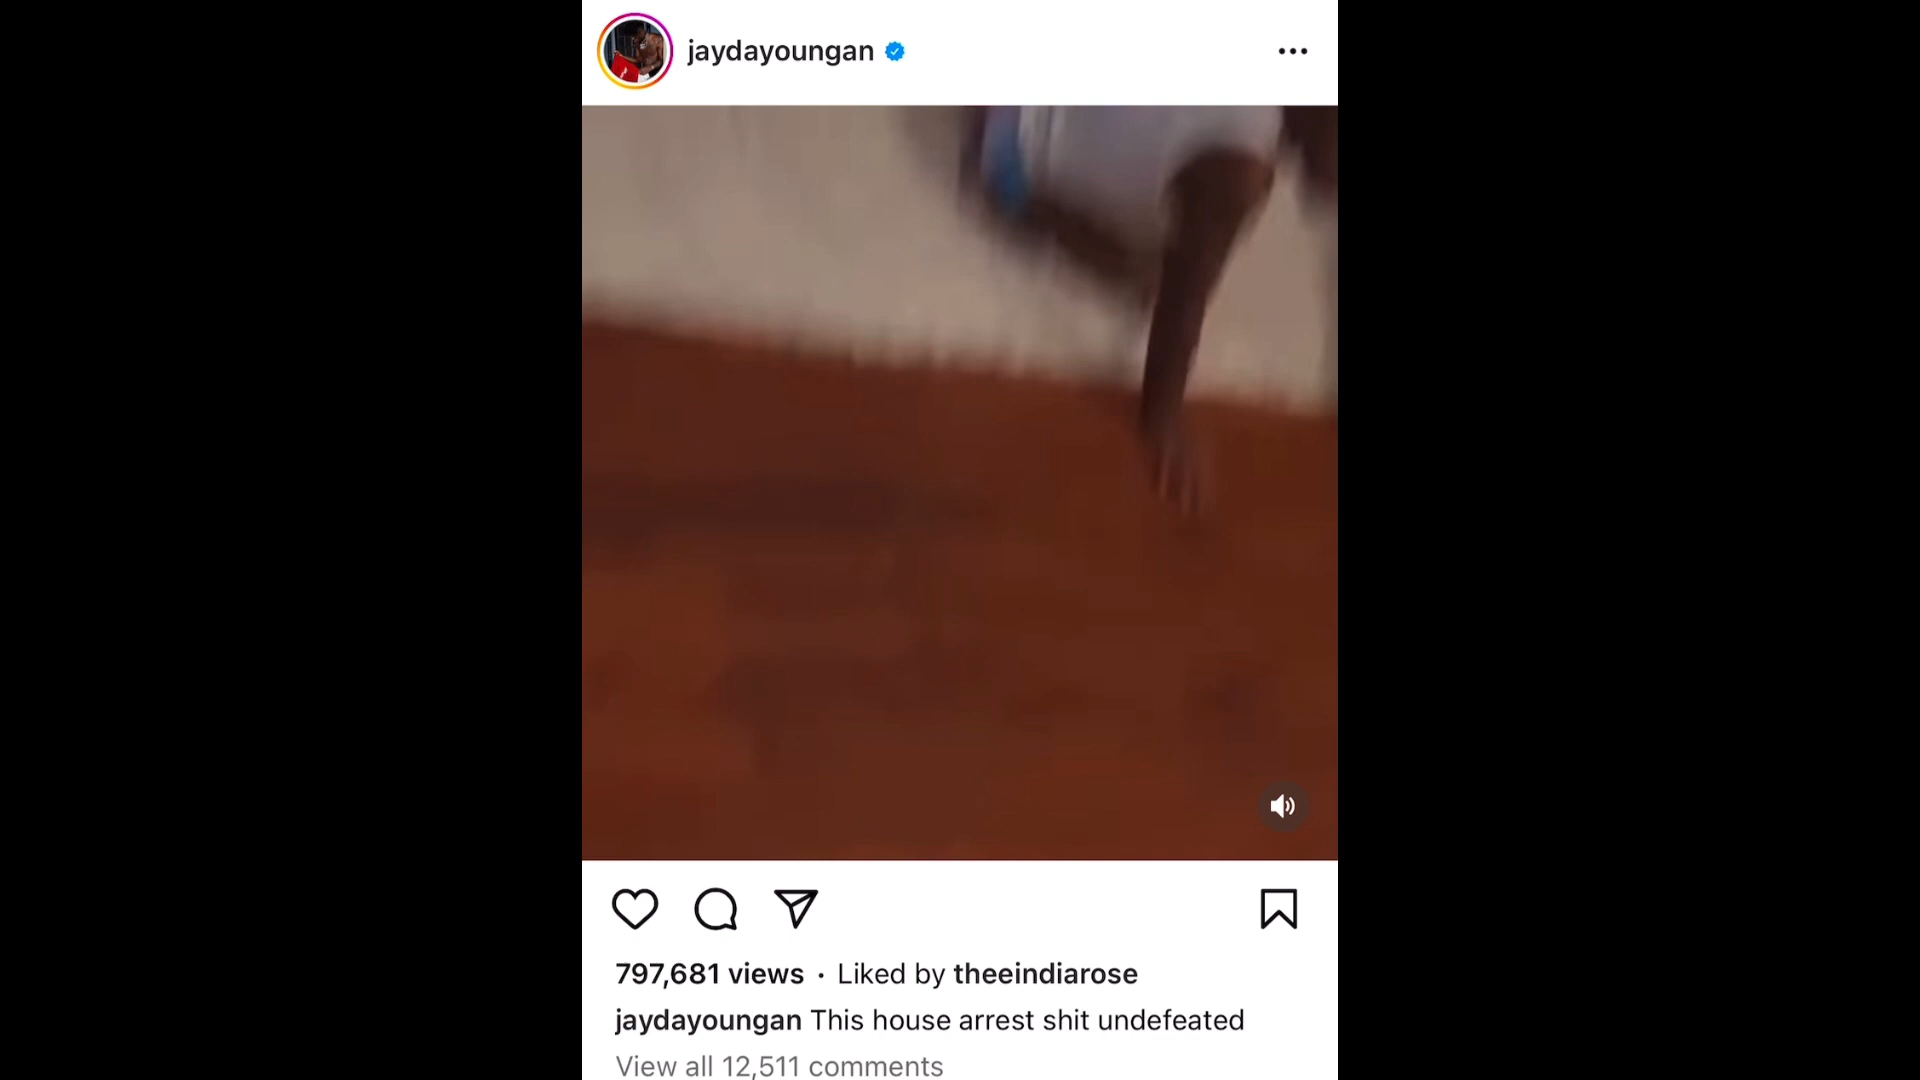 jaydayoungan
797,681 views · Liked by theeindiarose
jaydayoungan This house arrest shit undefeated
View all 12,511 comments